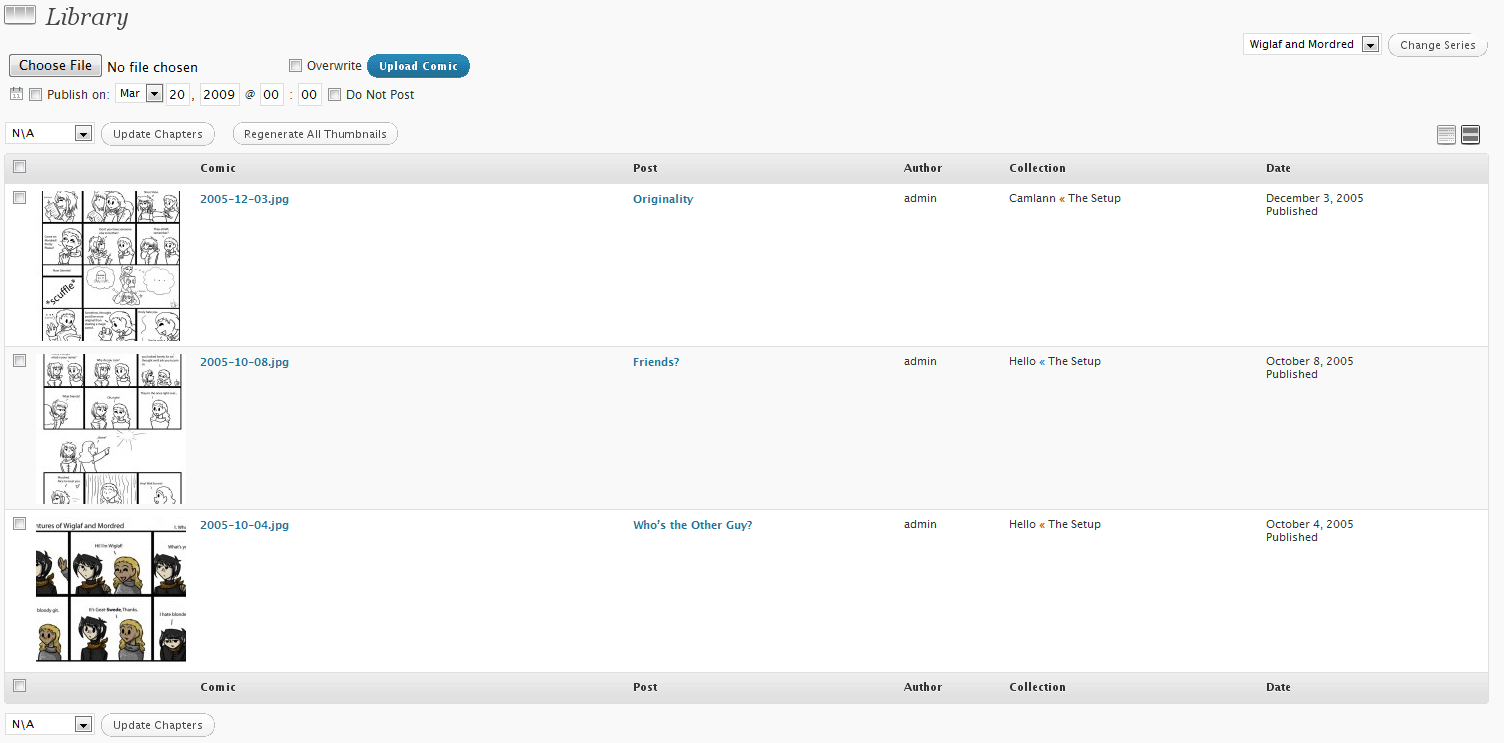 Library
Wiglaf and Mordred Change Series
Choose File No file chosen Overwrite Upload Comic
11 Publish on: Mar 20 , 2009 @ 00 : 00 Do Not Post
N\A Update Chapters Regenerate All Thumbnails
Comic Post Author Collection Date
2005-12-03.jpg Originality admin Camlann « The Setup December 3, 2005
Published
*scuffle*
2005-10-08.jpg Friends? admin Hello « The Setup October 8, 2005
Published
2005-10-04.jpg Who's the Other Guy? admin Hello « The Setup October 4, 2005
Published
ntures of Wiglaf and Mordred
Hi! I'm Wiglaf!
What's y
bloody git.
It's Geat-Swede, Thanks.
I hate blonde
Comic Post Author Collection Date
N\A Update Chapters